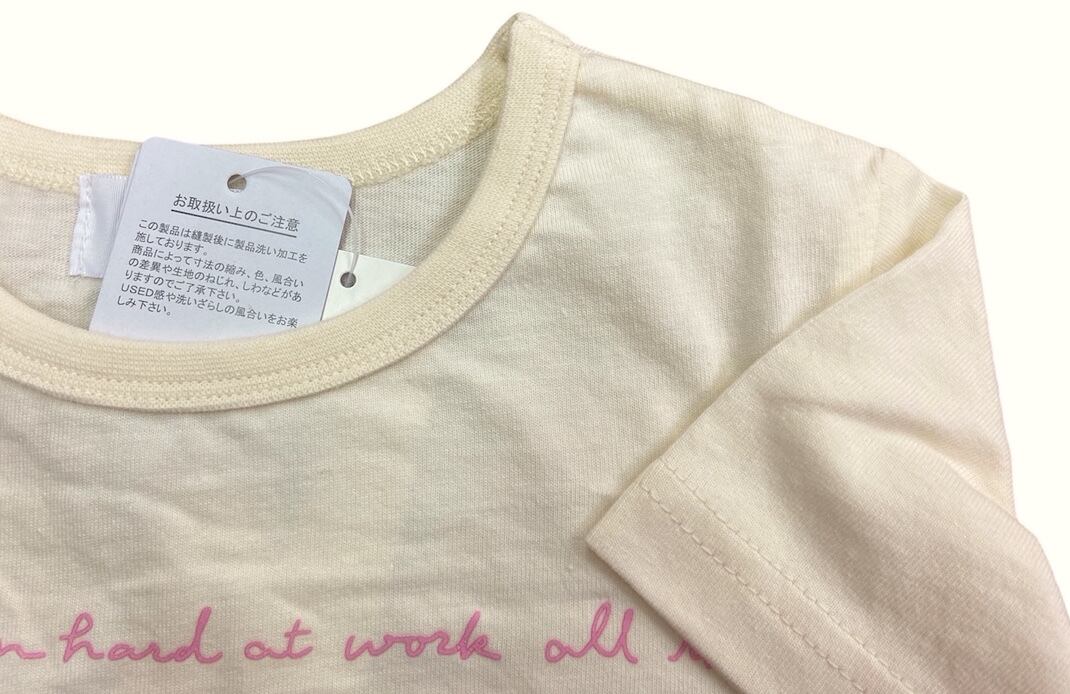 お取扱い上のご注意
この製品は縫製後に製品洗い加工を
施しております。
商品によって寸法の縮み、色、風合い
の差異や生地のねじれ、しわなどがあ
りますのでご了承下さい。
USED感や洗いざらしの風合いをお楽
しみ下さい。
hard at work all